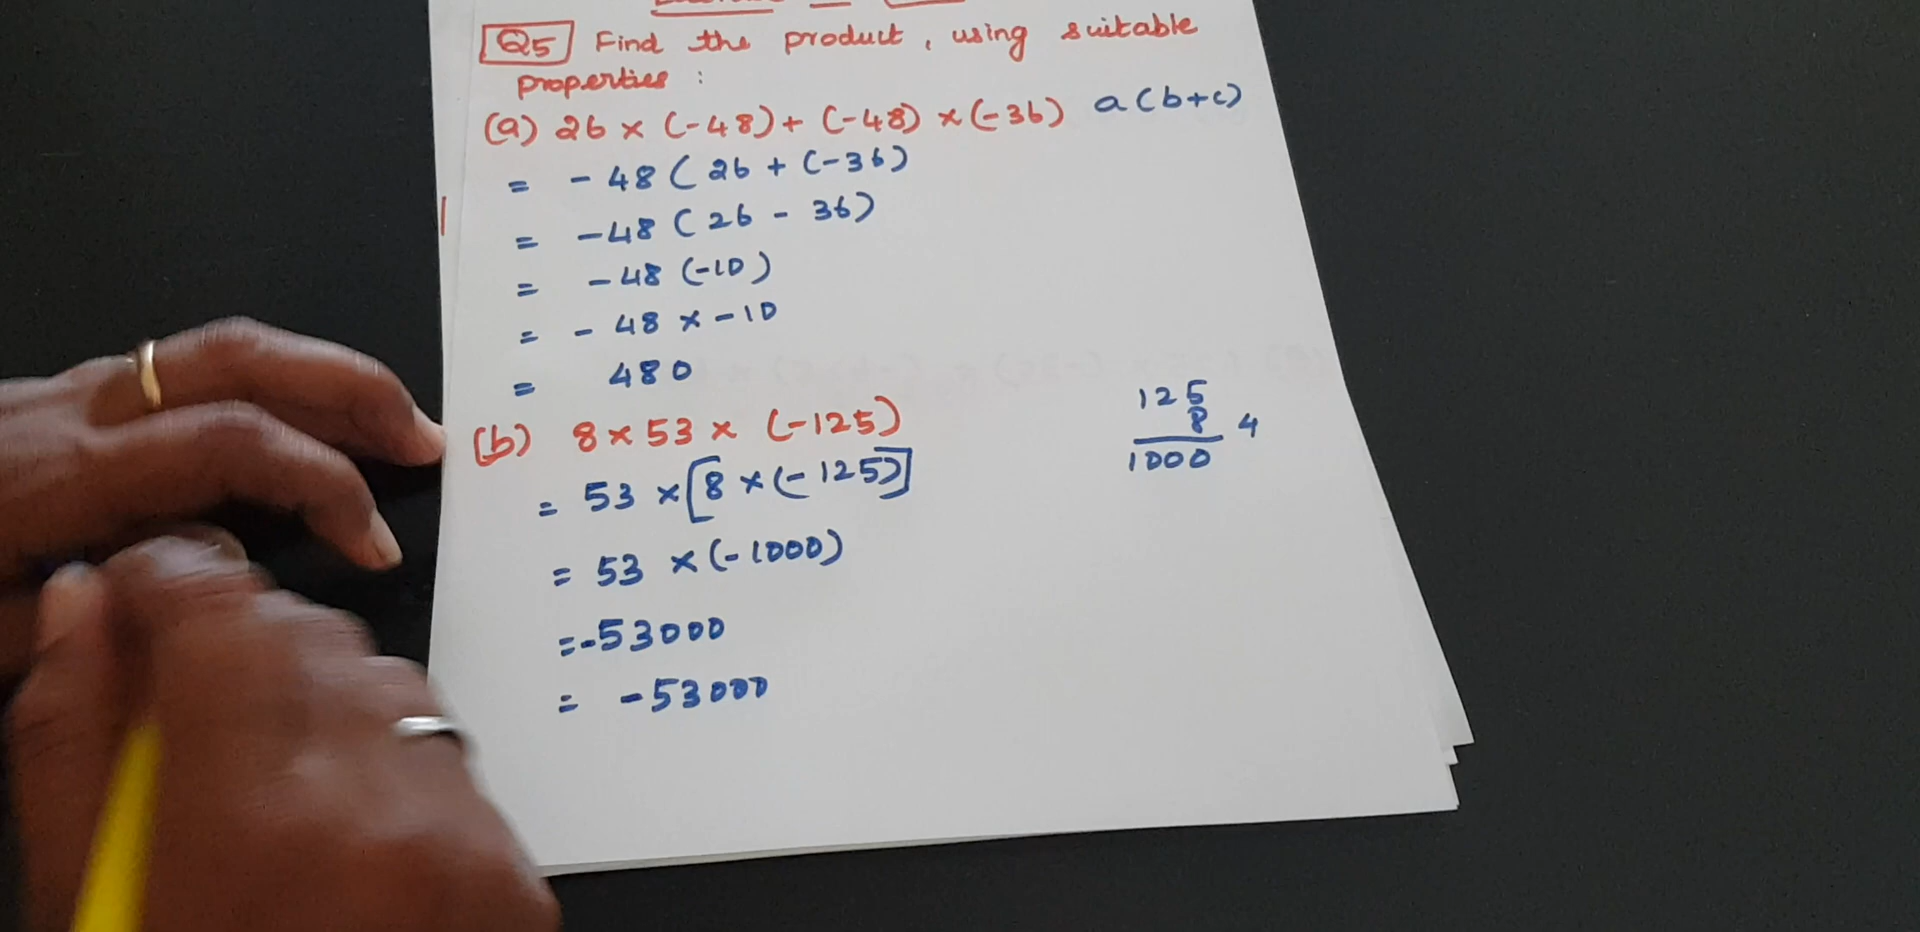 Q5 Find the product, using suitable
properties :
(a) 26 × (-48) + (-48) × (-36) a(b+c)
= -48 ( 26 + (-36)
= -48 ( 26 - 36)
= -48 (-10)
= -48 × -10
= 480
(b) 8 × 53 × (-125)
= 53 × [8 × (-125)]
= 53 × (-1000)
= -53000
= -53000
125
8 4
1000